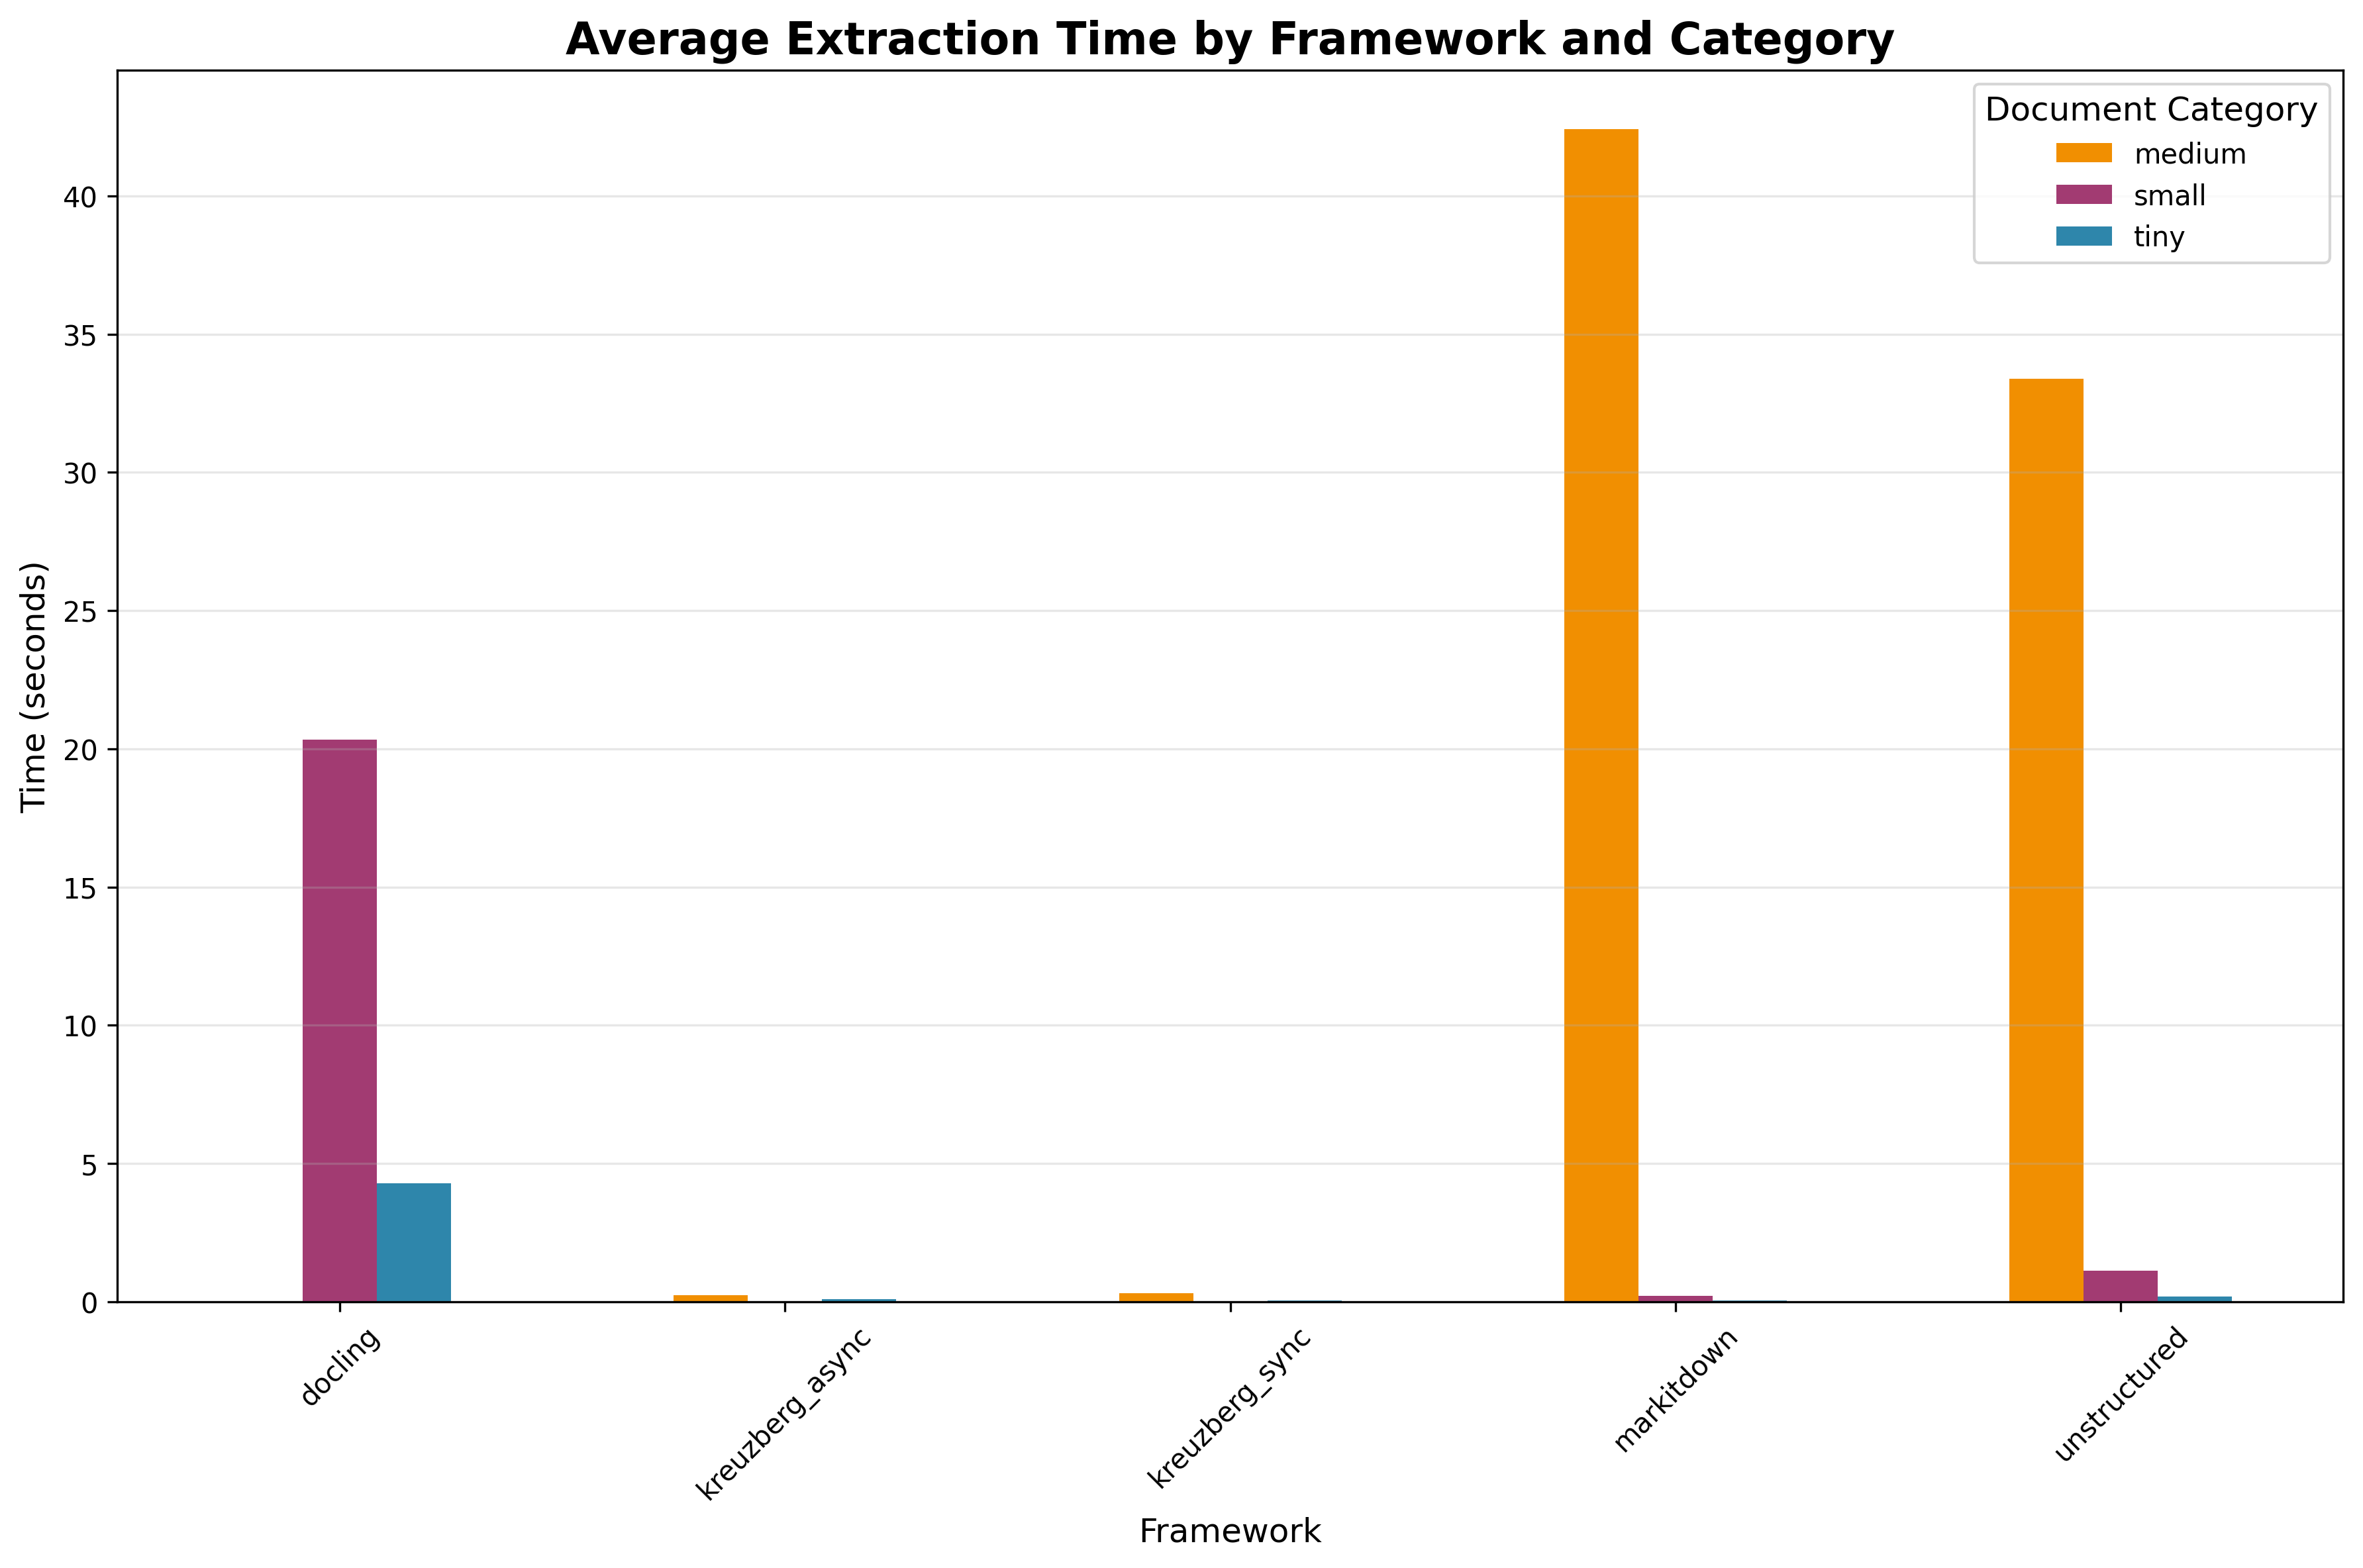 Average Extraction Time by Framework and Category
Document Category
medium
small
tiny
Time (seconds)
40
35
30
25
20
15
10
5
0
docling
kreuzberg_async
kreuzberg_sync
markitdown
unstructured
Framework